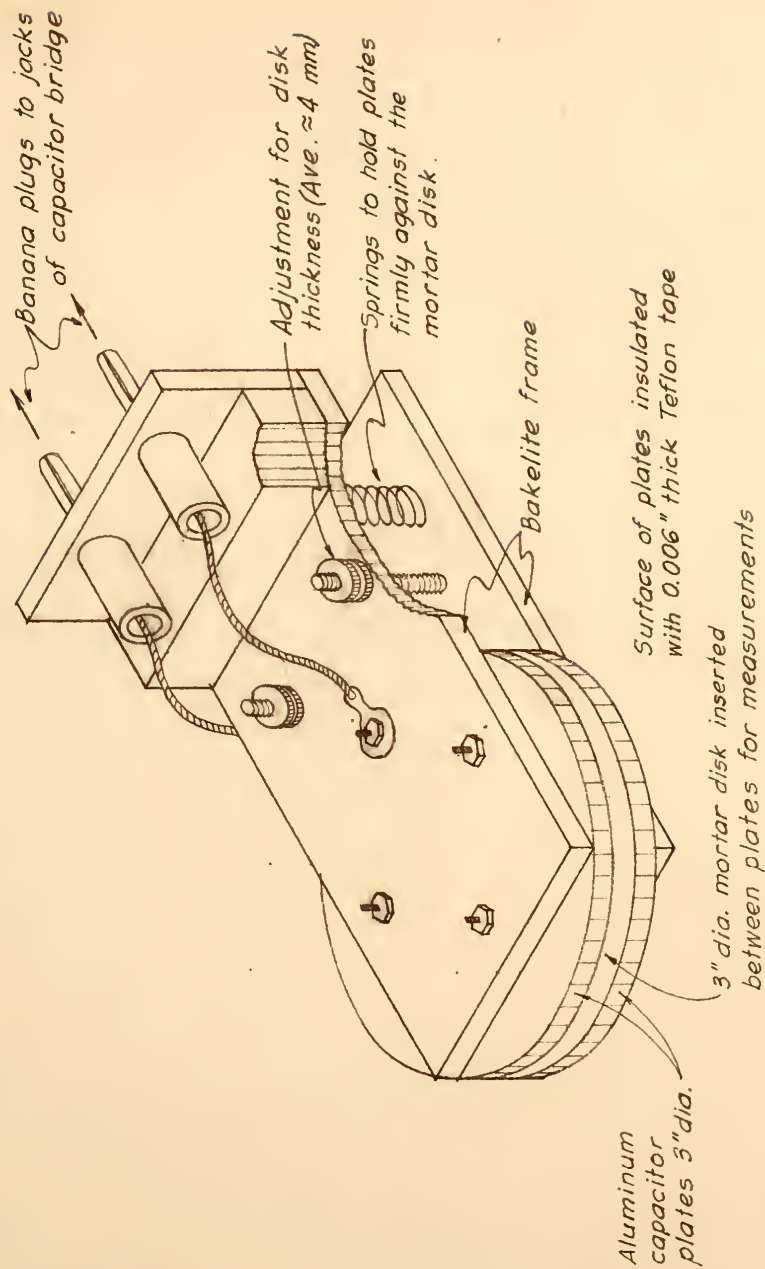 Banana plugs to jacks
of capacitor bridge
Adjustment for disk
thickness (Ave. ≈4 mm)
Springs to hold plates
firmly against the
mortar disk.
Bakelite frame
Surface of plates insulated
with 0.006" thick Teflon tape
3" dia. mortar disk inserted
between plates for measurements
Aluminum
capacitor
plates 3" dia.